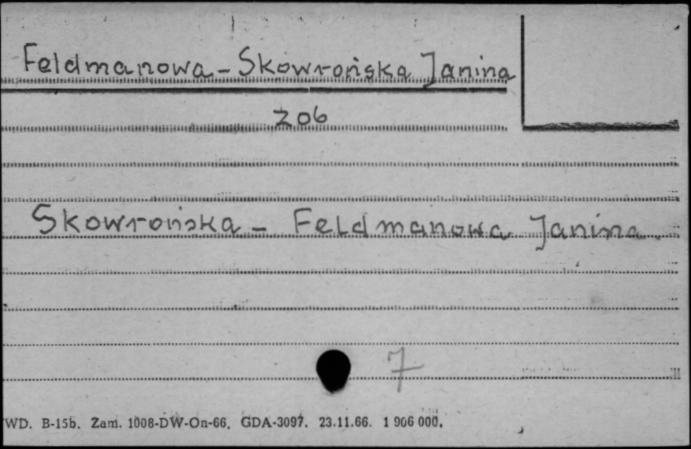 Feldmanowa-Skowrońska Janina
zob
Skowrońska - Feldmanowa Janina
7
WD. B-15b. Zam. 1008-DW-On-66. GDA-3097. 23.11.66. 1 906 000.